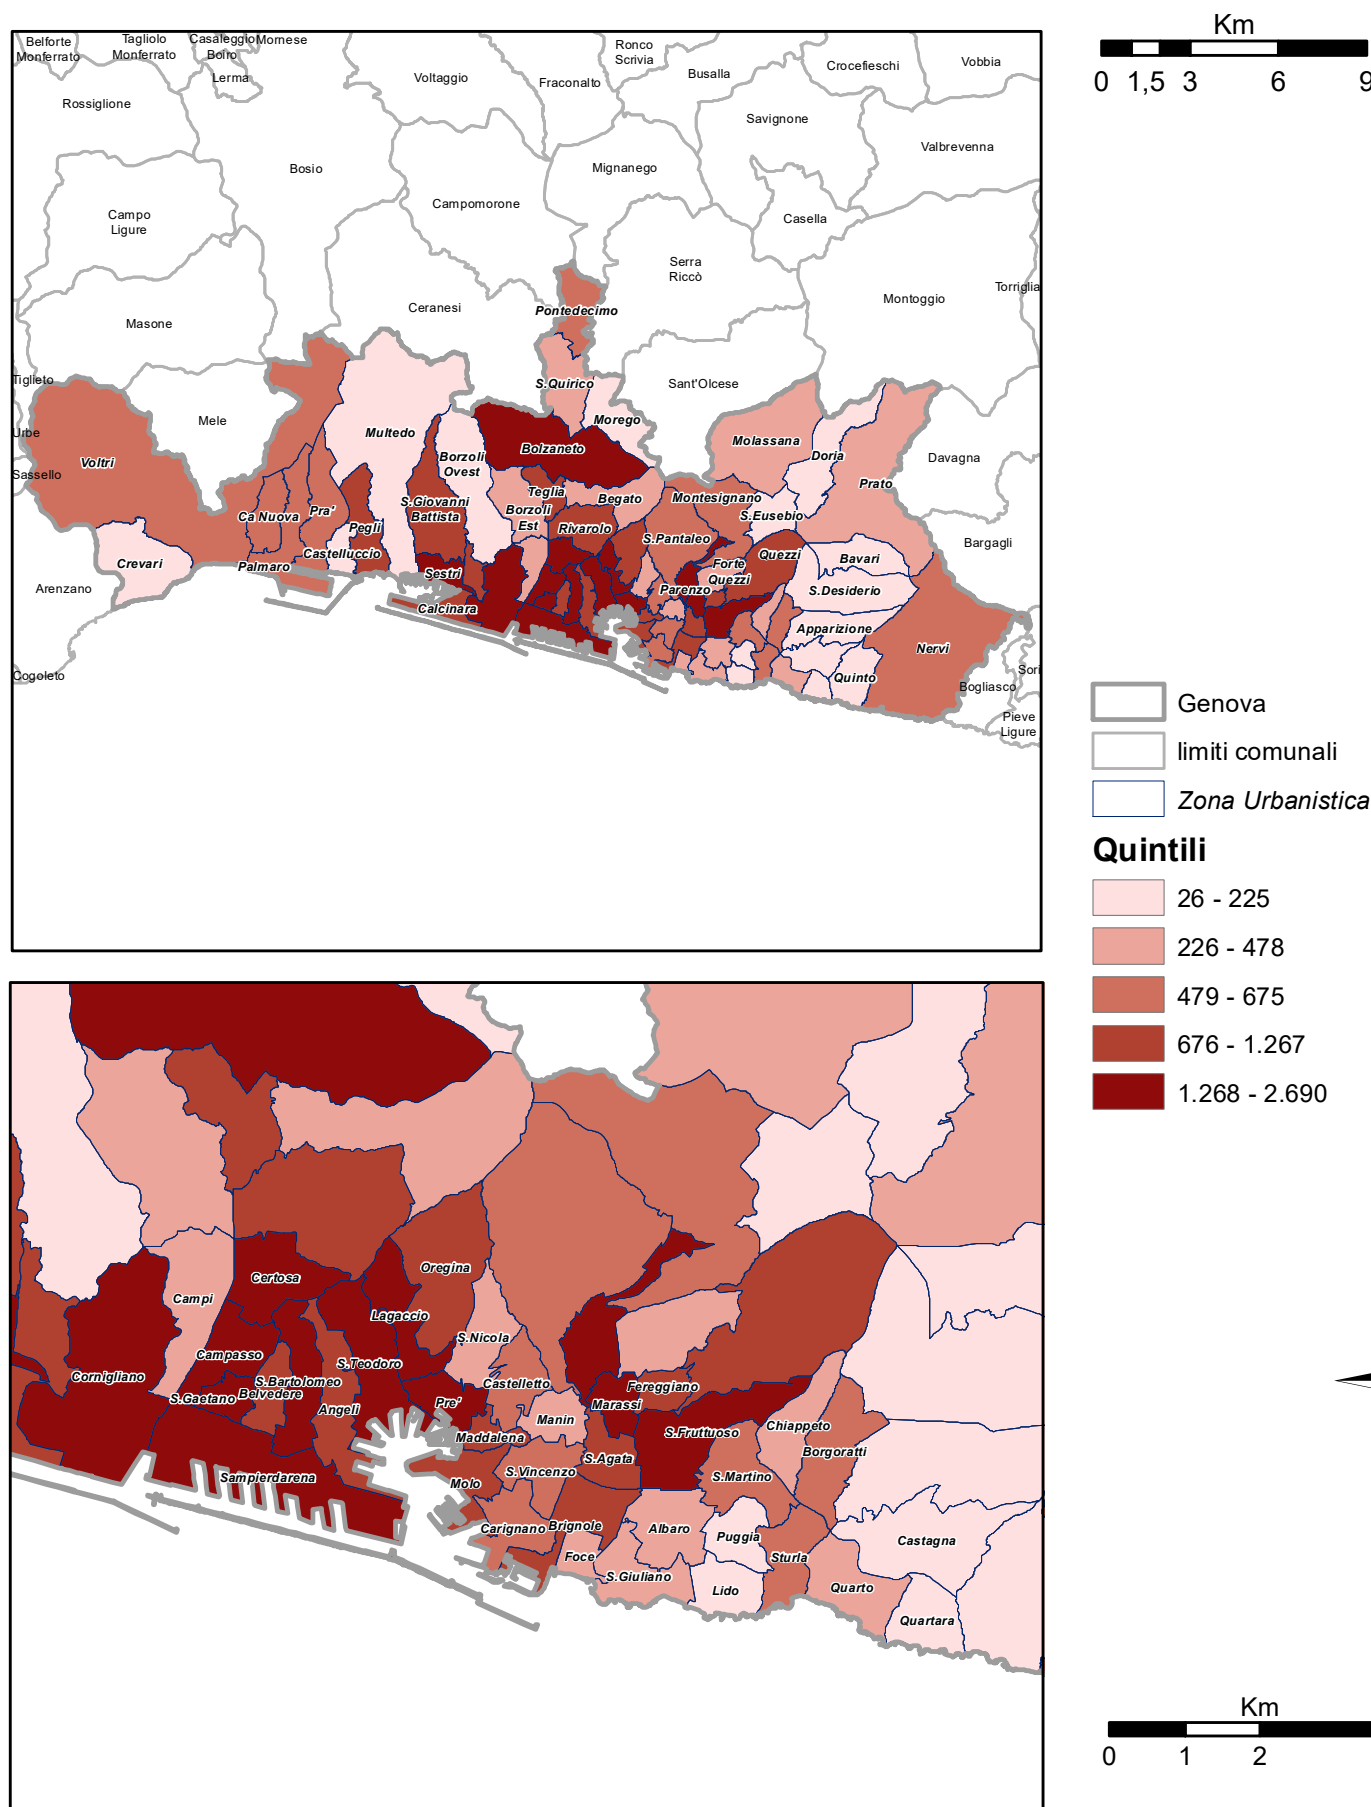 Belforte
Monferrato
Tagliolo
Monferrato
Casaleggio
Boiro
Mornese
Lerma
Ronco
Scrivia
Rossiglione
Voltaggio
Fraconalto
Busalla
Crocefieschi
Vobbia
Savignone
Valbrevenna
Bosio
Mignanego
Campo
Ligure
Campomorone
Casella
Serra
Riccò
Torriglia
Montoggio
Masone
Ceranesi
Pontedecimo
Tiglieto
Mele
S.Quirico
Sant'Olcese
Urbe
Voltri
Sassello
Multedo
Morego
Borzoli
Ovest
Bolzaneto
Molassana
Doria
Davagna
Prato
Ca Nuova
Pra'
Pegli
S.Giovanni
Battista
Teglia
Borzoli
Est
Begato
Montesignano
S.Eusebio
Rivarolo
S.Pantaleo
Quezzi
Bargagli
Crevari
Castelluccio
Palmaro
Sestri
Forte
Quezzi
Bavari
Arenzano
Parenzo
S.Desiderio
Calcinara
Apparizione
Nervi
Cogoleto
Quinto
Sori
Bogliasco
Pieve
Ligure
Km
0 1,5 3 6 9
Genova
limiti comunali
Zona Urbanistica
Quintili
26 - 225
226 - 478
479 - 675
676 - 1.267
1.268 - 2.690
Oregina
Certosa
Campi
Lagaccio
S.Nicola
Campasso
S.Teodoro
Cornigliano
S.Bartolomeo
Castelletto
Fereggiano
S.Gaetano
Belvedere
Angeli
Pre'
Marassi
Manin
Maddalena
S.Fruttuoso
Chiappeto
Borgoratti
S.Agata
S.Vincenzo
Sampierdarena
Molo
S.Martino
Carignano
Brignole
Albaro
Puggia
Castagna
Foce
Sturla
S.Giuliano
Lido
Quarto
Quartara
Km
0 1 2